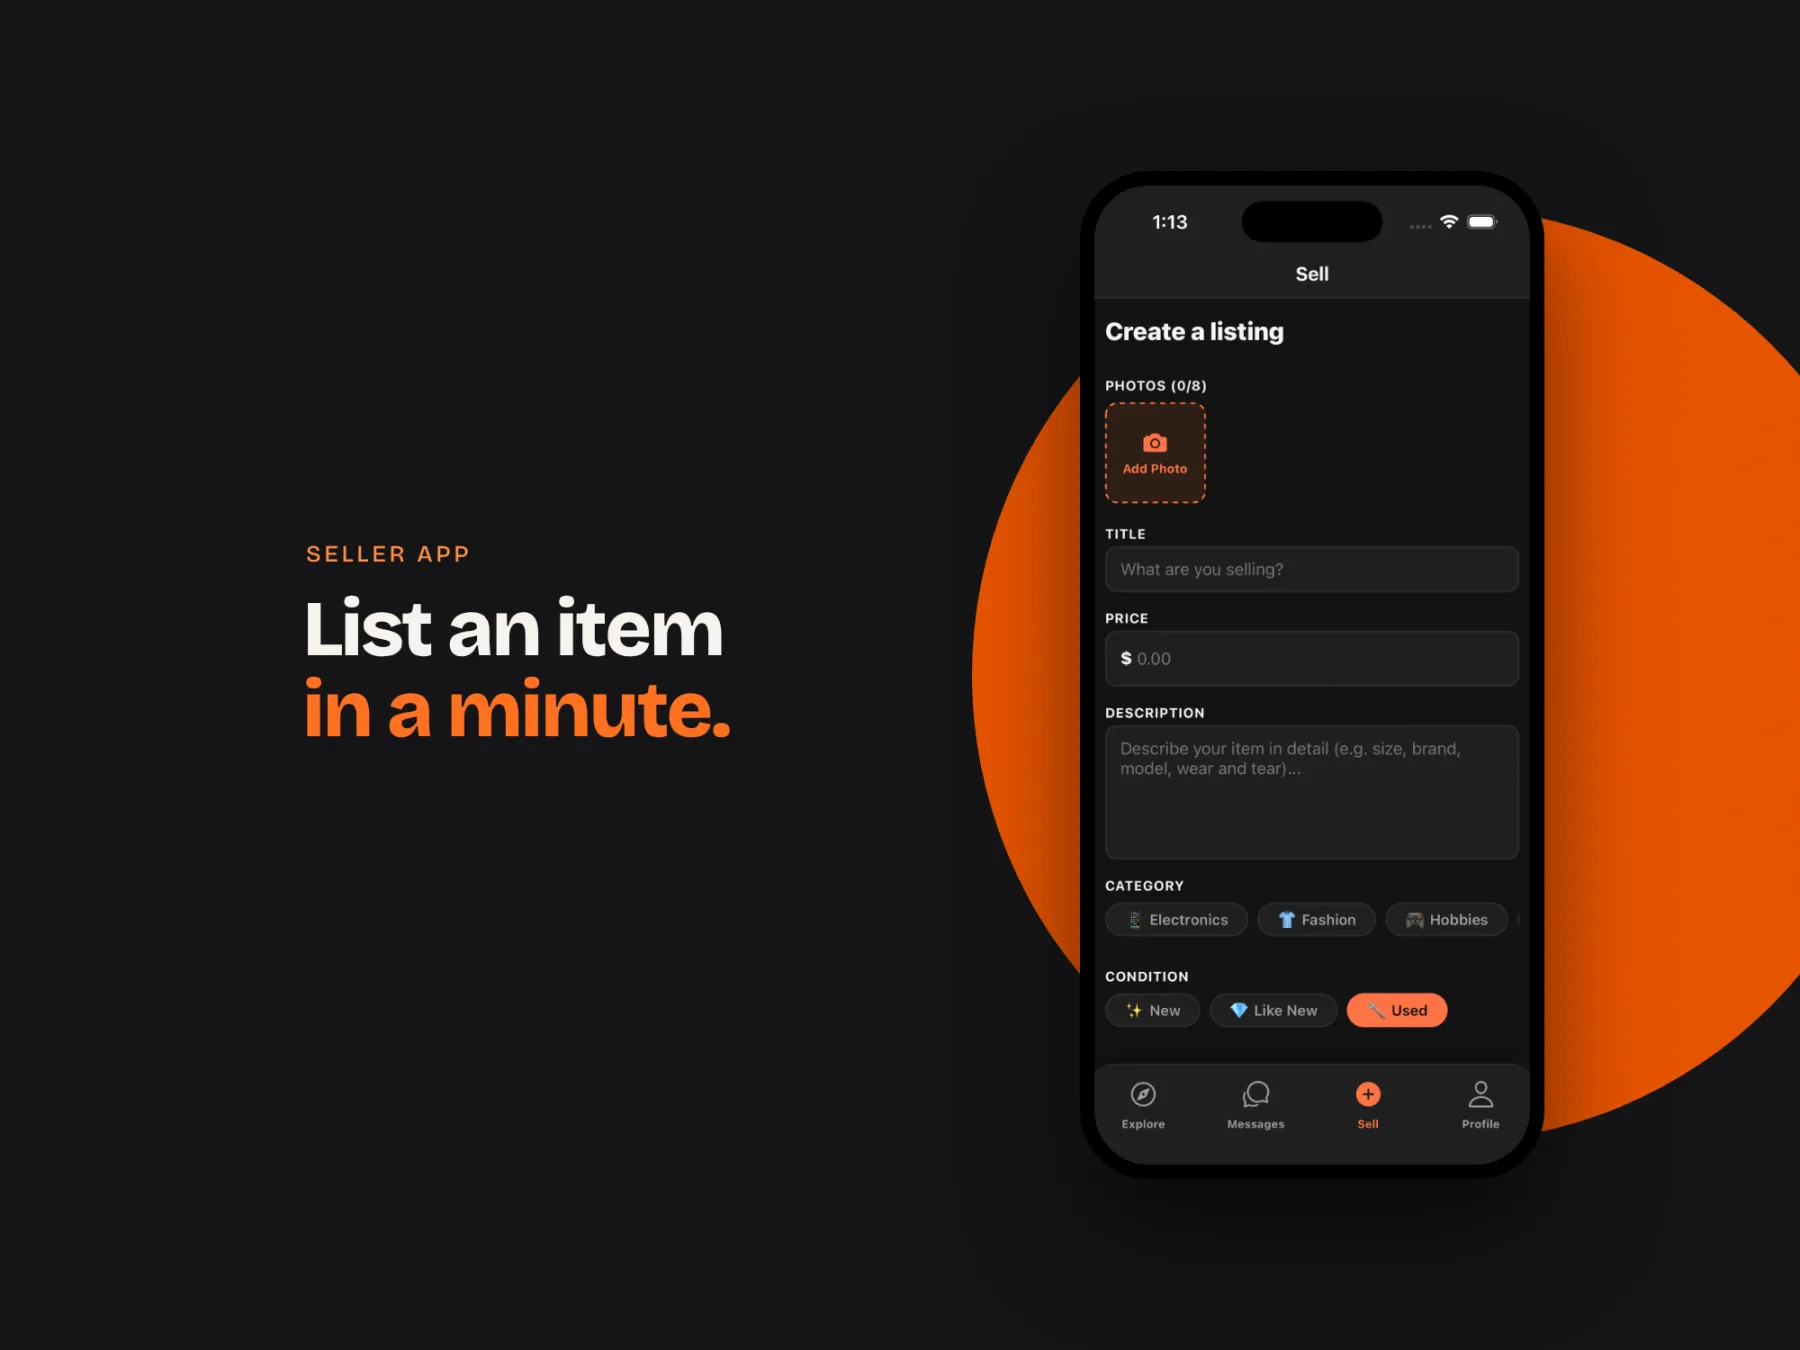 SELLER APP
List an item
in a minute.
1:13
Sell
Create a listing
PHOTOS (0/8)
Add Photo
TITLE
What are you selling?
PRICE
$ 0.00
DESCRIPTION
Describe your item in detail (e.g. size, brand,
model, wear and tear)...
CATEGORY
Electronics Fashion Hobbies
CONDITION
New Like New Used
Explore Messages Sell Profile